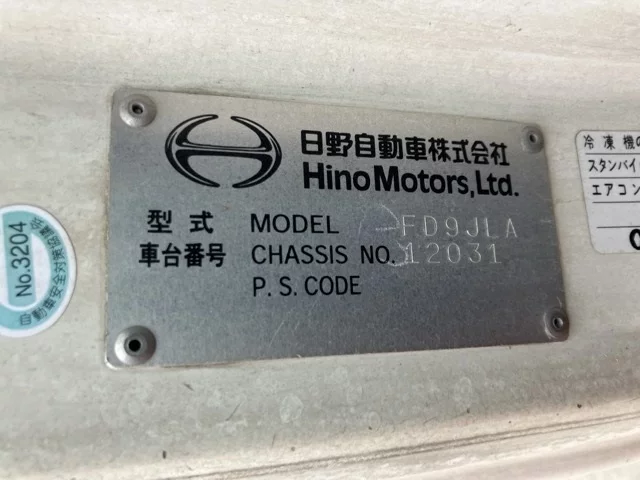 日野自動車株式会社
Hino Motors, Ltd.
型式 MODEL FD9JLA
車台番号 CHASSIS NO. 12031
P. S. CODE
No.3204
冷凍機の
スタンバイ
エアコン